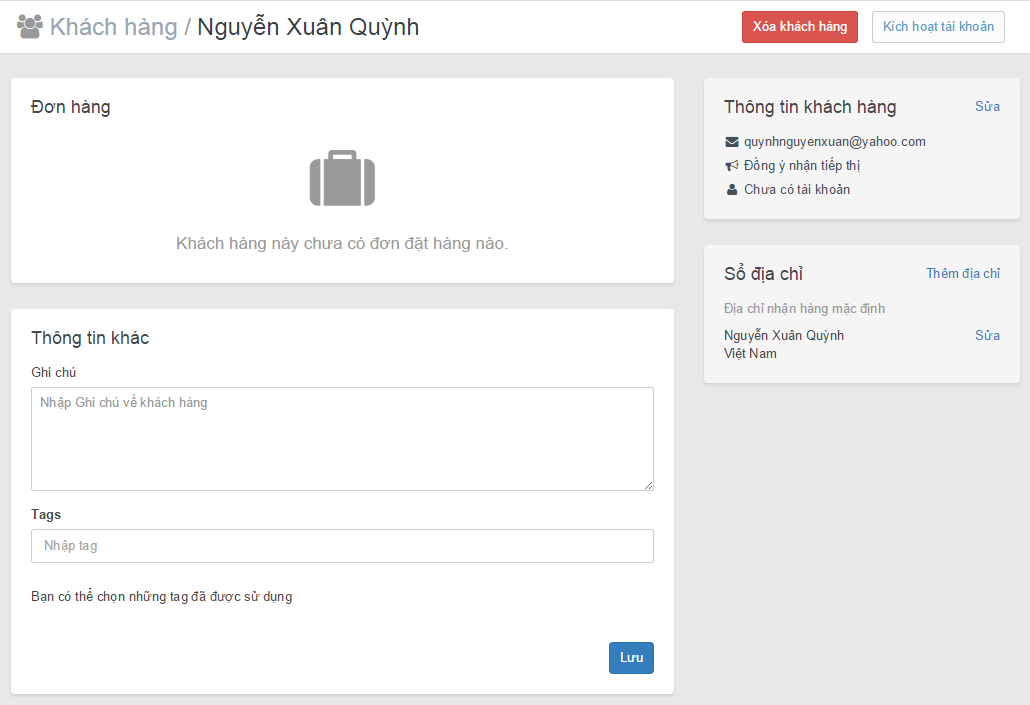 Khách hàng / Nguyễn Xuân Quỳnh
Xóa khách hàng
Kích hoạt tài khoản
Đơn hàng
Khách hàng này chưa có đơn đặt hàng nào.
Thông tin khác
Ghi chú
Nhập Ghi chú về khách hàng
Tags
Nhập tag
Bạn có thể chọn những tag đã được sử dụng
Lưu
Thông tin khách hàng
Sửa
quynhnguyenxuan@yahoo.com
Đồng ý nhận tiếp thị
Chưa có tài khoản
Sổ địa chỉ
Thêm địa chỉ
Địa chỉ nhận hàng mặc định
Nguyễn Xuân Quỳnh
Sửa
Việt Nam